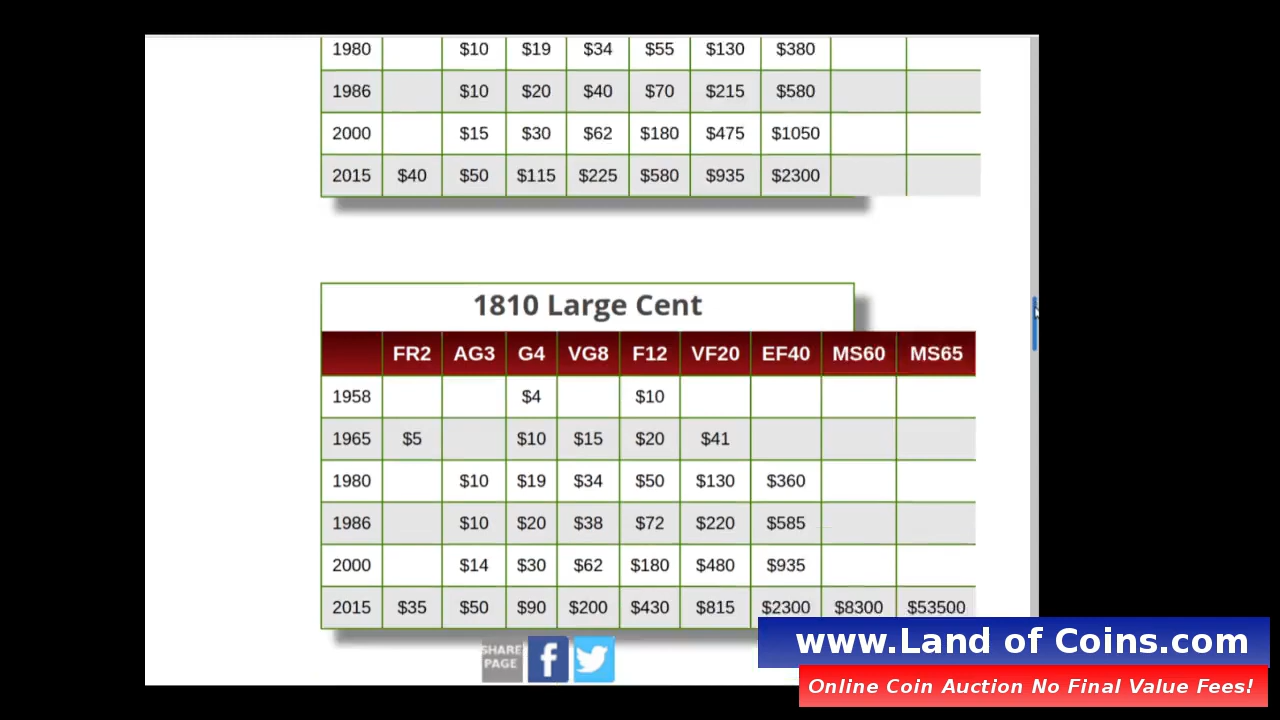 1980 $10 $19 $34 $55 $130 $380
1986 $10 $20 $40 $70 $215 $580
2000 $15 $30 $62 $180 $475 $1050
2015 $40 $50 $115 $225 $580 $935 $2300
1810 Large Cent
FR2 AG3 G4 VG8 F12 VF20 EF40 MS60 MS65
1958 $4 $10
1965 $5 $10 $15 $20 $41
1980 $10 $19 $34 $50 $130 $360
1986 $10 $20 $38 $72 $220 $585
2000 $14 $30 $62 $180 $480 $935
2015 $35 $50 $90 $200 $430 $815 $2300 $8300 $53500
SHARE
PAGE
f
www.Land of Coins.com
Online Coin Auction No Final Value Fees!